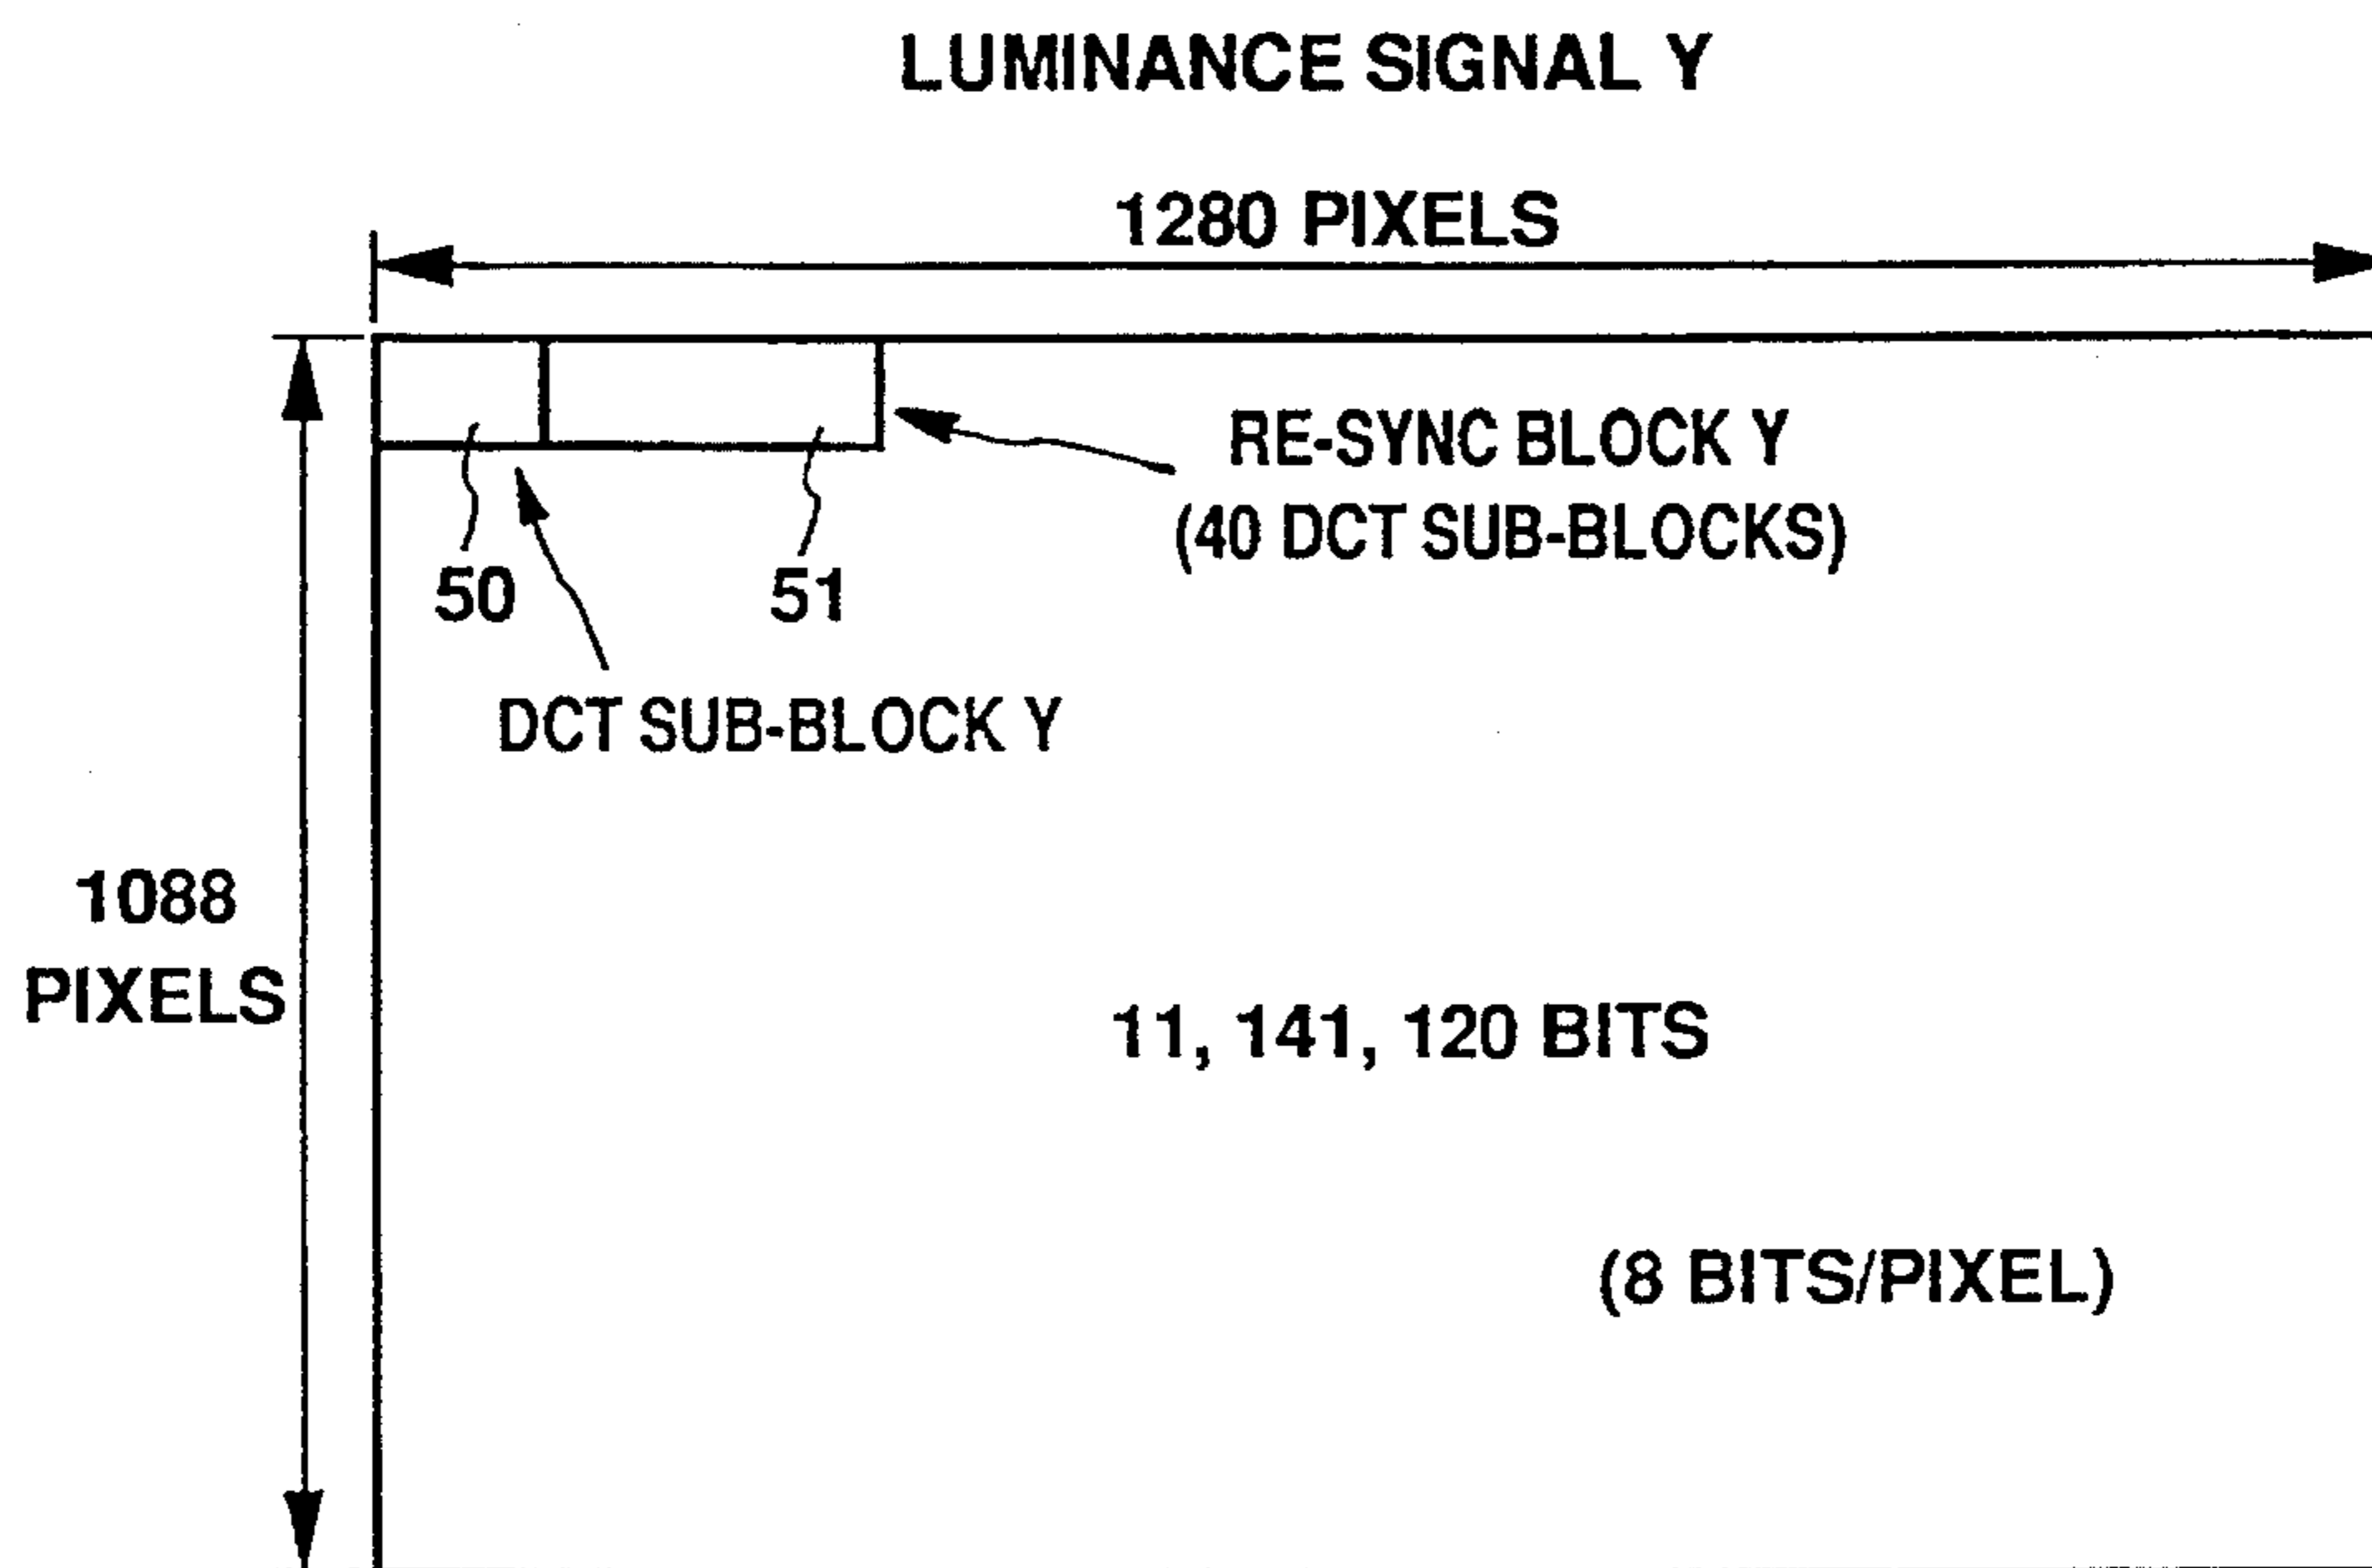 LUMINANCE SIGNAL Y
1280 PIXELS
RE-SYNC BLOCK Y
(40 DCT SUB-BLOCKS)
50
51
DCT SUB-BLOCK Y
1088
PIXELS
11, 141, 120 BITS
(8 BITS/PIXEL)